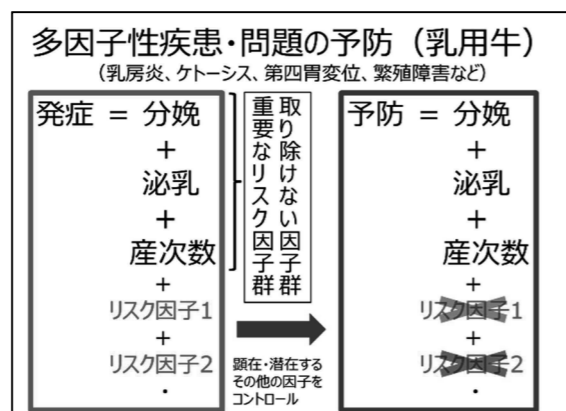 多因子性疾患・問題の予防（乳用牛）
（乳房炎、ケトーシス、第四胃変位、繁殖障害など）
発症 = 分娩
+
泌乳
+
産次数
+
リスク因子1
+
リスク因子2
・
取り除けない因子群
重要なリスク因子群
顕在・潜在する
その他の因子を
コントロール
予防 = 分娩
+
泌乳
+
産次数
+
リスク因子1
+
リスク因子2
・